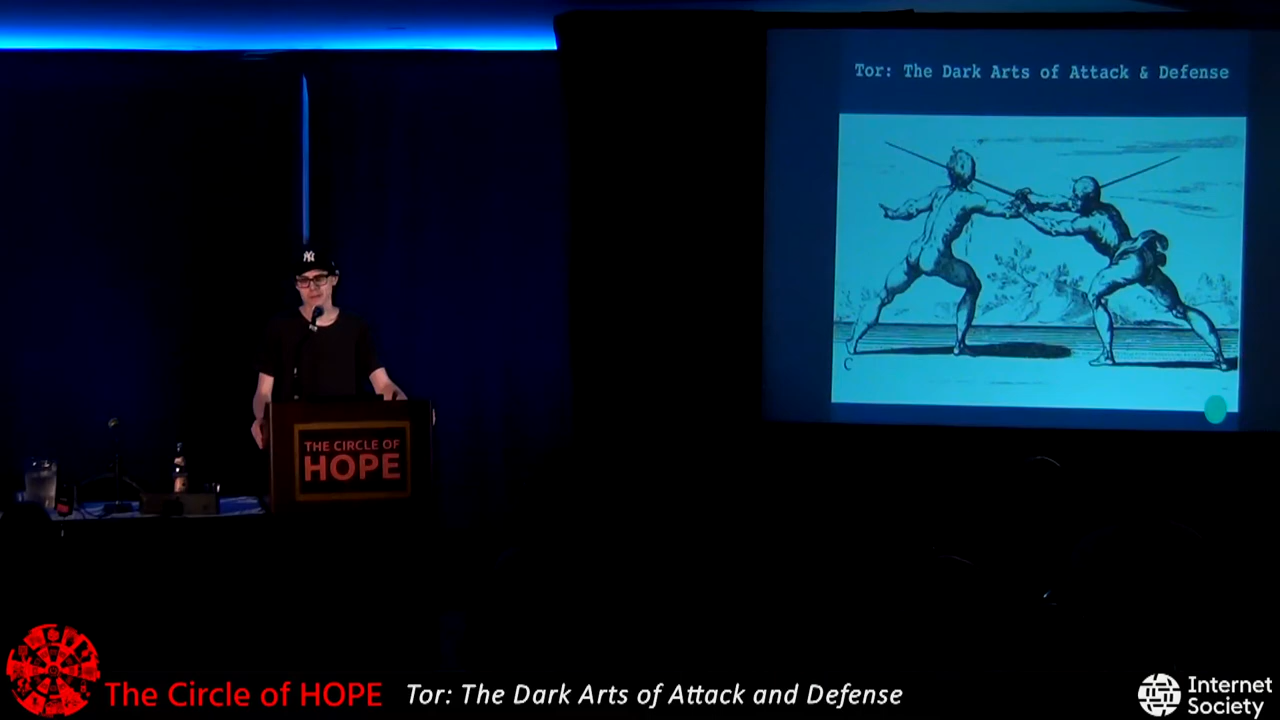 Tor: The Dark Arts of Attack & Defense
C
NY
THE CIRCLE OF
HOPE
The Circle of HOPE
Tor: The Dark Arts of Attack and Defense
Internet
Society